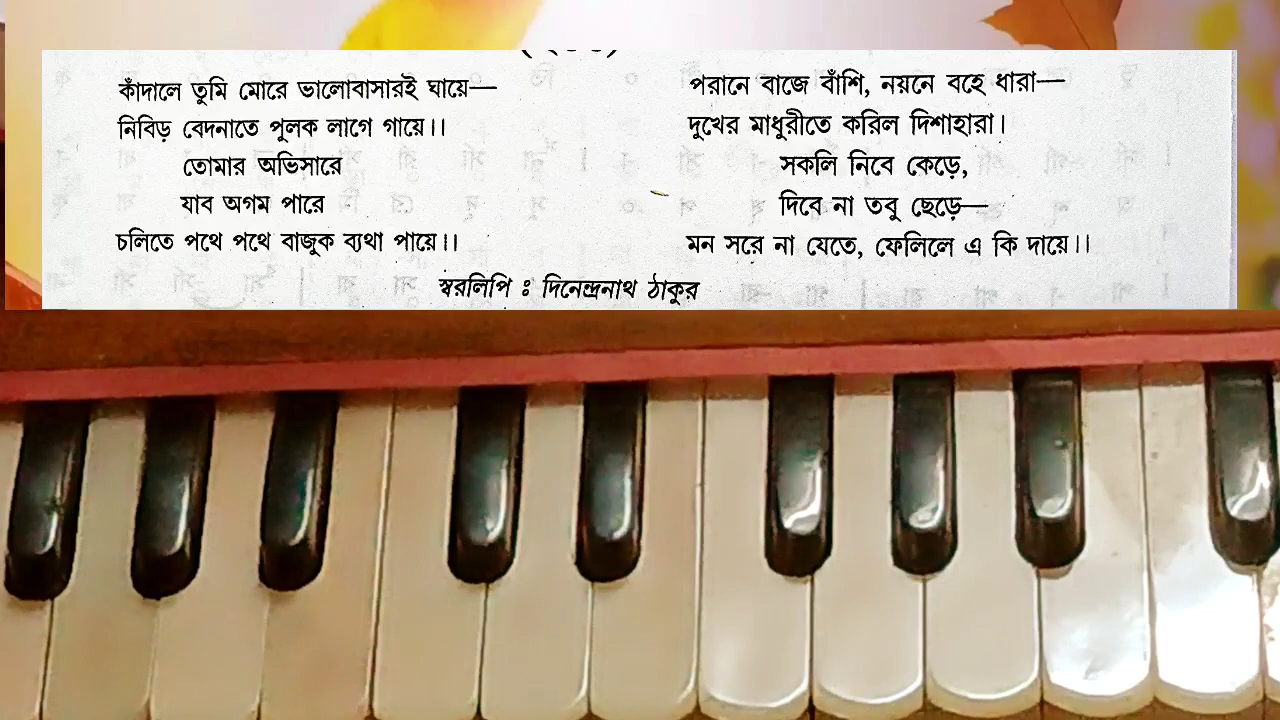 কাঁদালে তুমি মোরে ভালোবাসারই ঘায়ে—
নিবিড় বেদনাতে পুলক লাগে গায়ে।।
তোমার অভিসারে
যাব অগম পারে
চলিতে পথে পথে বাজুক ব্যথা পায়ে।।
পরানে বাজে বাঁশি, নয়নে বহে ধারা—
দুখের মাধুরীতে করিল দিশাহারা।
সকলি নিবে কেড়ে,
দিবে না তবু ছেড়ে—
মন সরে না যেতে, ফেলিলে এ কি দায়ে।।
স্বরলিপি ঃ দিনেন্দ্রনাথ ঠাকুর